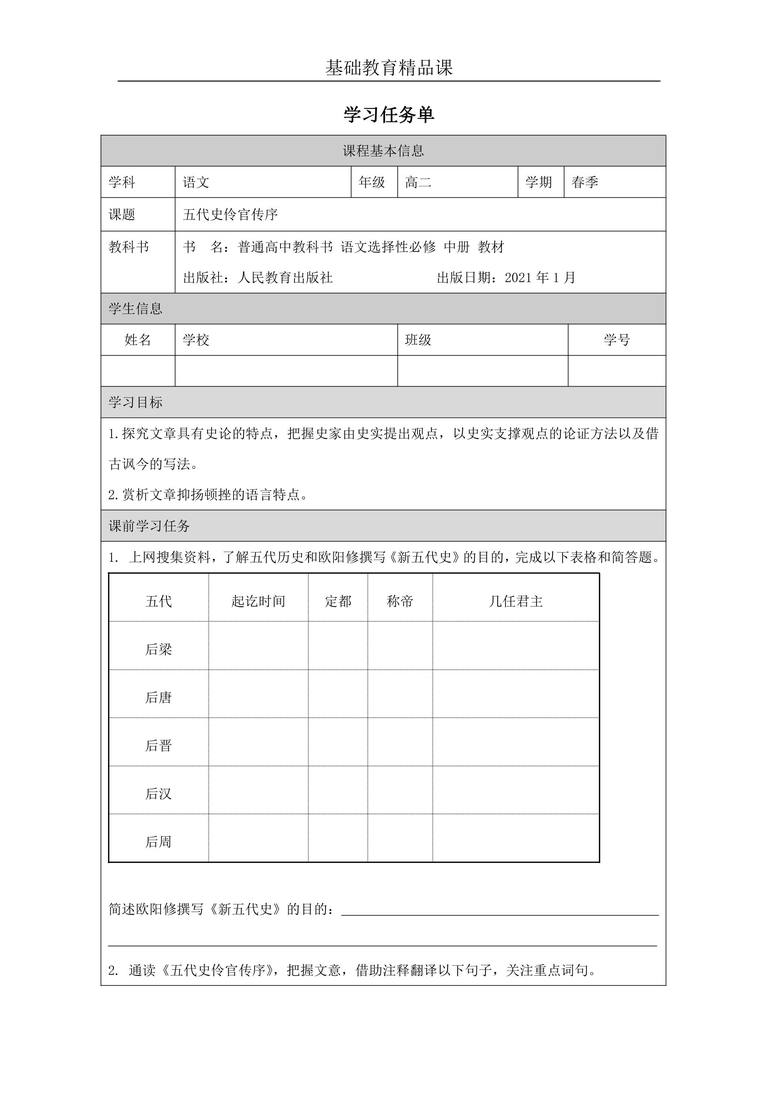 基础教育精品课
学习任务单
课程基本信息
学科 语文 年级 高二 学期 春季
课题 五代史伶官传序
教科书 书 名：普通高中教科书 语文选择性必修 中册 教材
出版社：人民教育出版社 出版日期：2021 年 1 月
学生信息
姓名 学校 班级 学号
学习目标
1.探究文章具有史论的特点，把握史家由史实提出观点，以史实支撑观点的论证方法以及借
古讽今的写法。
2.赏析文章抑扬顿挫的语言特点。
课前学习任务
1. 上网搜集资料，了解五代历史和欧阳修撰写《新五代史》的目的，完成以下表格和简答题。
五代 起讫时间 定都 称帝 几任君主
后梁
后唐
后晋
后汉
后周
简述欧阳修撰写《新五代史》的目的：
2. 通读《五代史伶官传序》，把握文意，借助注释翻译以下句子，关注重点词句。